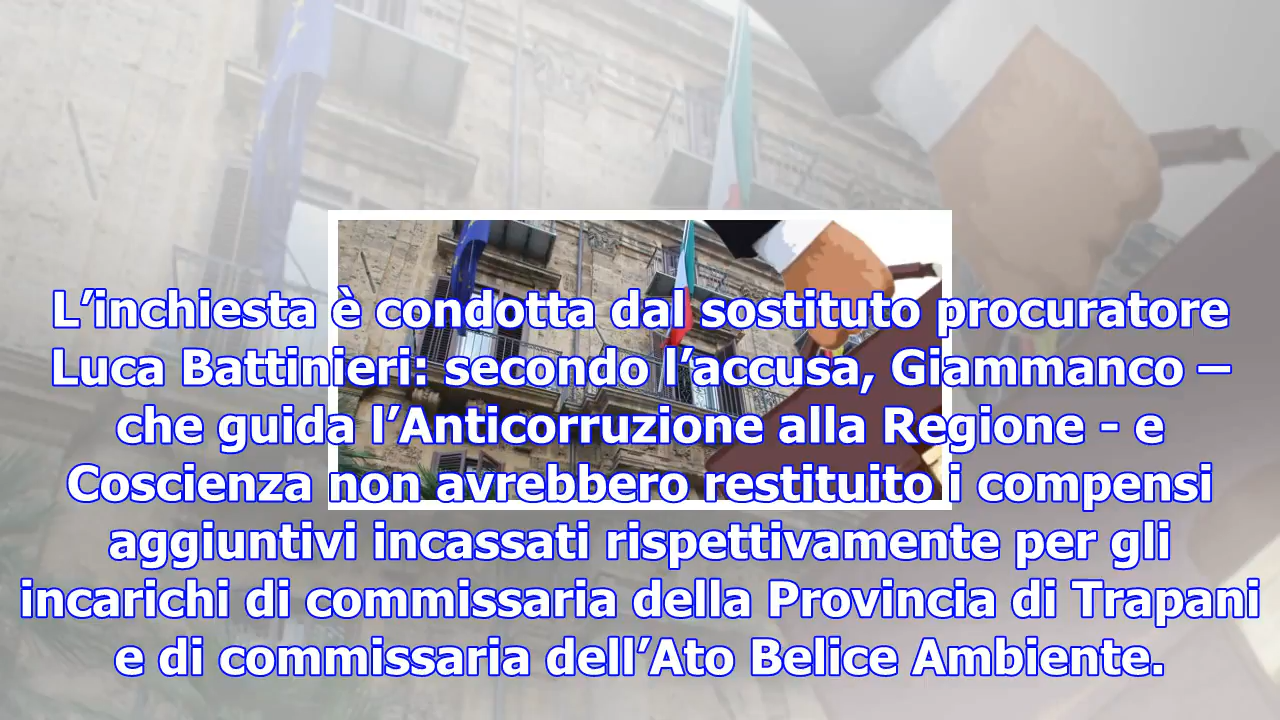 L’inchiesta è condotta dal sostituto procuratore
Luca Battinieri: secondo l’accusa, Giammanco –
che guida l’Anticorruzione alla Regione - e
Coscienza non avrebbero restituito i compensi
aggiuntivi incassati rispettivamente per gli
incarichi di commissaria della Provincia di Trapani
e di commissaria dell’Ato Belice Ambiente.